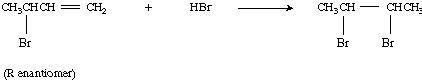 CH₃CHCH ══ CH₂ + HBr ⟶ CH₃CH — CHCH₃
Br Br Br
(R enantiomer)